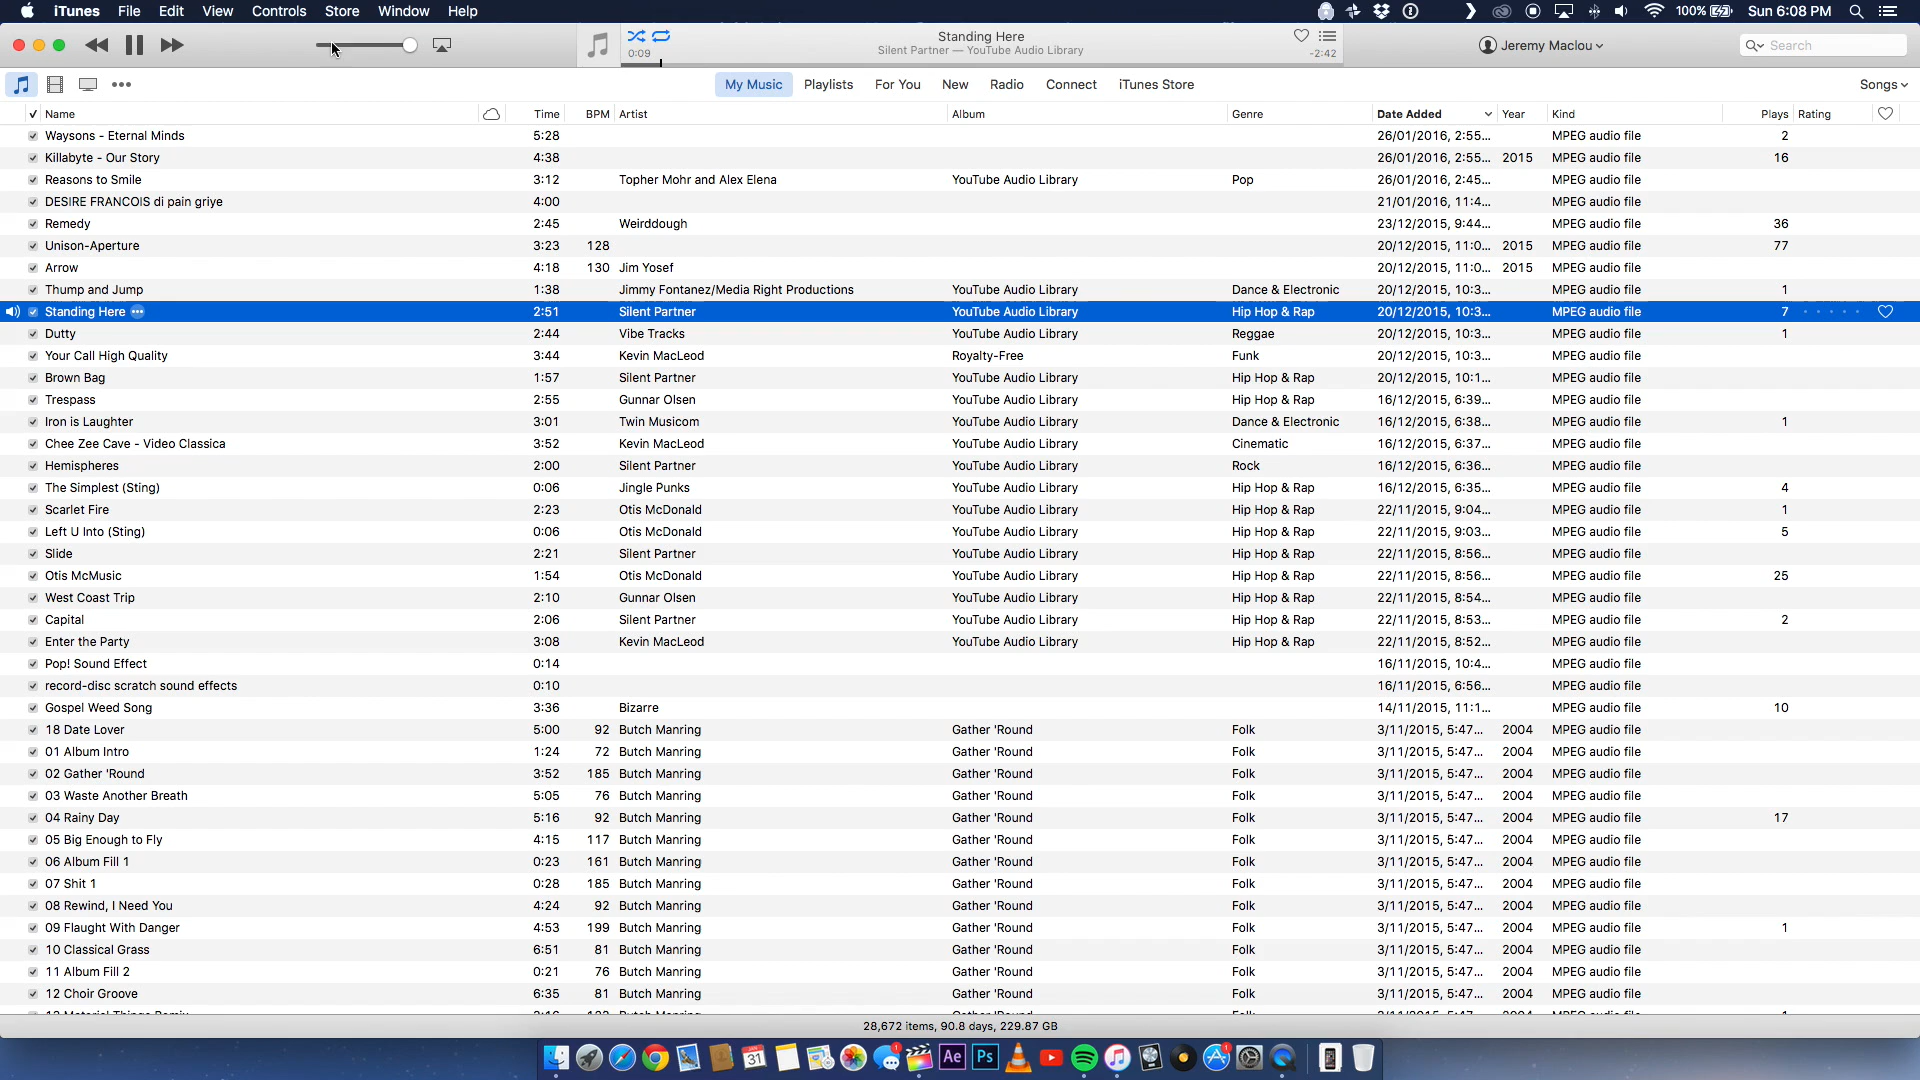 iTunes File Edit View Controls Store Window Help 100% Sun 6:08 PM
Standing Here
Silent Partner — YouTube Audio Library
0:09 -2:42
Jeremy Maclou
Search
My Music Playlists For You New Radio Connect iTunes Store Songs
Name Time BPM Artist Album Genre Date Added Year Kind Plays Rating
Waysons - Eternal Minds 5:28 26/01/2016, 2:55... MPEG audio file 2
Killabyte - Our Story 4:38 26/01/2016, 2:55... 2015 MPEG audio file 16
Reasons to Smile 3:12 Topher Mohr and Alex Elena YouTube Audio Library Pop 26/01/2016, 2:45... MPEG audio file
DESIRE FRANCOIS di pain griye 4:00 21/01/2016, 11:4... MPEG audio file
Remedy 2:45 Weirddough 23/12/2015, 9:44... MPEG audio file 36
Unison-Aperture 3:23 128 20/12/2015, 11:0... 2015 MPEG audio file 77
Arrow 4:18 130 Jim Yosef 20/12/2015, 11:0... 2015 MPEG audio file
Thump and Jump 1:38 Jimmy Fontanez/Media Right Productions YouTube Audio Library Dance & Electronic 20/12/2015, 10:3... MPEG audio file 1
Standing Here 2:51 Silent Partner YouTube Audio Library Hip Hop & Rap 20/12/2015, 10:3... MPEG audio file 7
Dutty 2:44 Vibe Tracks YouTube Audio Library Reggae 20/12/2015, 10:3... MPEG audio file 1
Your Call High Quality 3:44 Kevin MacLeod Royalty-Free Funk 20/12/2015, 10:3... MPEG audio file
Brown Bag 1:57 Silent Partner YouTube Audio Library Hip Hop & Rap 20/12/2015, 10:1... MPEG audio file
Trespass 2:55 Gunnar Olsen YouTube Audio Library Hip Hop & Rap 16/12/2015, 6:39... MPEG audio file
Iron is Laughter 3:01 Twin Musicom YouTube Audio Library Dance & Electronic 16/12/2015, 6:38... MPEG audio file 1
Chee Zee Cave - Video Classica 3:52 Kevin MacLeod YouTube Audio Library Cinematic 16/12/2015, 6:37... MPEG audio file
Hemispheres 2:00 Silent Partner YouTube Audio Library Rock 16/12/2015, 6:36... MPEG audio file
The Simplest (Sting) 0:06 Jingle Punks YouTube Audio Library Hip Hop & Rap 16/12/2015, 6:35... MPEG audio file 4
Scarlet Fire 2:23 Otis McDonald YouTube Audio Library Hip Hop & Rap 22/11/2015, 9:04... MPEG audio file 1
Left U Into (Sting) 0:06 Otis McDonald YouTube Audio Library Hip Hop & Rap 22/11/2015, 9:03... MPEG audio file 5
Slide 2:21 Silent Partner YouTube Audio Library Hip Hop & Rap 22/11/2015, 8:56... MPEG audio file
Otis McMusic 1:54 Otis McDonald YouTube Audio Library Hip Hop & Rap 22/11/2015, 8:56... MPEG audio file 25
West Coast Trip 2:10 Gunnar Olsen YouTube Audio Library Hip Hop & Rap 22/11/2015, 8:54... MPEG audio file
Capital 2:06 Silent Partner YouTube Audio Library Hip Hop & Rap 22/11/2015, 8:53... MPEG audio file 2
Enter the Party 3:08 Kevin MacLeod YouTube Audio Library Hip Hop & Rap 22/11/2015, 8:52... MPEG audio file
Pop! Sound Effect 0:14 16/11/2015, 10:4... MPEG audio file
record-disc scratch sound effects 0:10 16/11/2015, 6:56... MPEG audio file
Gospel Weed Song 3:36 Bizarre 14/11/2015, 11:1... MPEG audio file 10
18 Date Lover 5:00 92 Butch Manring Gather 'Round Folk 3/11/2015, 5:47... 2004 MPEG audio file
01 Album Intro 1:24 72 Butch Manring Gather 'Round Folk 3/11/2015, 5:47... 2004 MPEG audio file
02 Gather 'Round 3:52 185 Butch Manring Gather 'Round Folk 3/11/2015, 5:47... 2004 MPEG audio file
03 Waste Another Breath 5:05 76 Butch Manring Gather 'Round Folk 3/11/2015, 5:47... 2004 MPEG audio file
04 Rainy Day 5:16 92 Butch Manring Gather 'Round Folk 3/11/2015, 5:47... 2004 MPEG audio file 17
05 Big Enough to Fly 4:15 117 Butch Manring Gather 'Round Folk 3/11/2015, 5:47... 2004 MPEG audio file
06 Album Fill 1 0:23 161 Butch Manring Gather 'Round Folk 3/11/2015, 5:47... 2004 MPEG audio file
07 Shit 1 0:28 185 Butch Manring Gather 'Round Folk 3/11/2015, 5:47... 2004 MPEG audio file
08 Rewind, I Need You 4:24 92 Butch Manring Gather 'Round Folk 3/11/2015, 5:47... 2004 MPEG audio file
09 Flaught With Danger 4:53 199 Butch Manring Gather 'Round Folk 3/11/2015, 5:47... 2004 MPEG audio file 1
10 Classical Grass 6:51 81 Butch Manring Gather 'Round Folk 3/11/2015, 5:47... 2004 MPEG audio file
11 Album Fill 2 0:21 76 Butch Manring Gather 'Round Folk 3/11/2015, 5:47... 2004 MPEG audio file
12 Choir Groove 6:35 81 Butch Manring Gather 'Round Folk 3/11/2015, 5:47... 2004 MPEG audio file
28,672 items, 90.8 days, 229.87 GB
31 1 Ae Ps 1